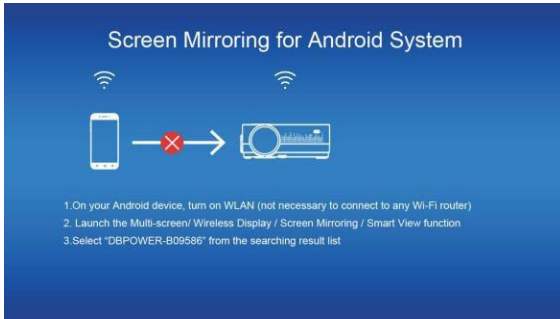 Screen Mirroring for Android System
1.On your Android device, turn on WLAN (not necessary to connect to any Wi-Fi router)
2. Launch the Multi-screen/ Wireless Display / Screen Mirroring / Smart View function
3.Select “DBPOWER-B09586” from the searching result list